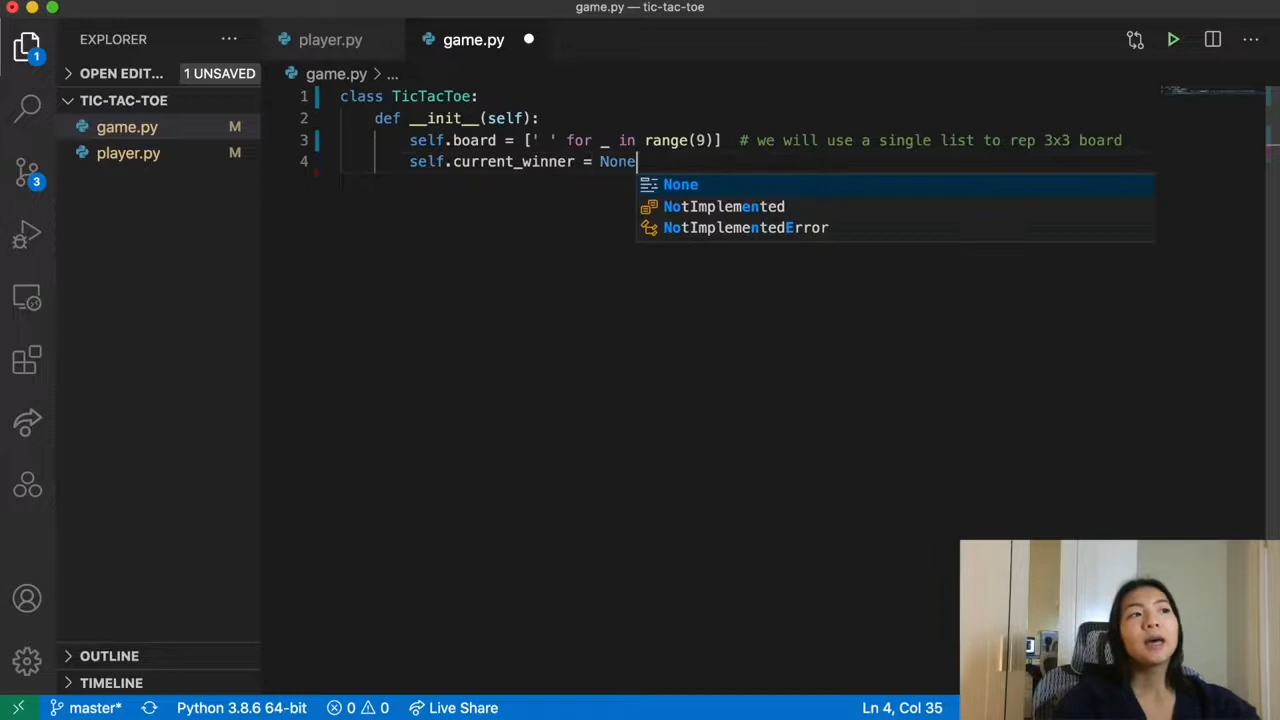 game.py — tic-tac-toe
EXPLORER ...
player.py
game.py
1
OPEN EDIT... 1 UNSAVED
game.py > ...
TIC-TAC-TOE
game.py M
player.py M
3
1 class TicTacToe:
2 def __init__(self):
3 self.board = [' ' for _ in range(9)] # we will use a single list to rep 3x3 board
4 self.current_winner = None
None
NotImplemented
NotImplementedError
OUTLINE
TIMELINE
master* Python 3.8.6 64-bit 0 0 Live Share Ln 4, Col 35